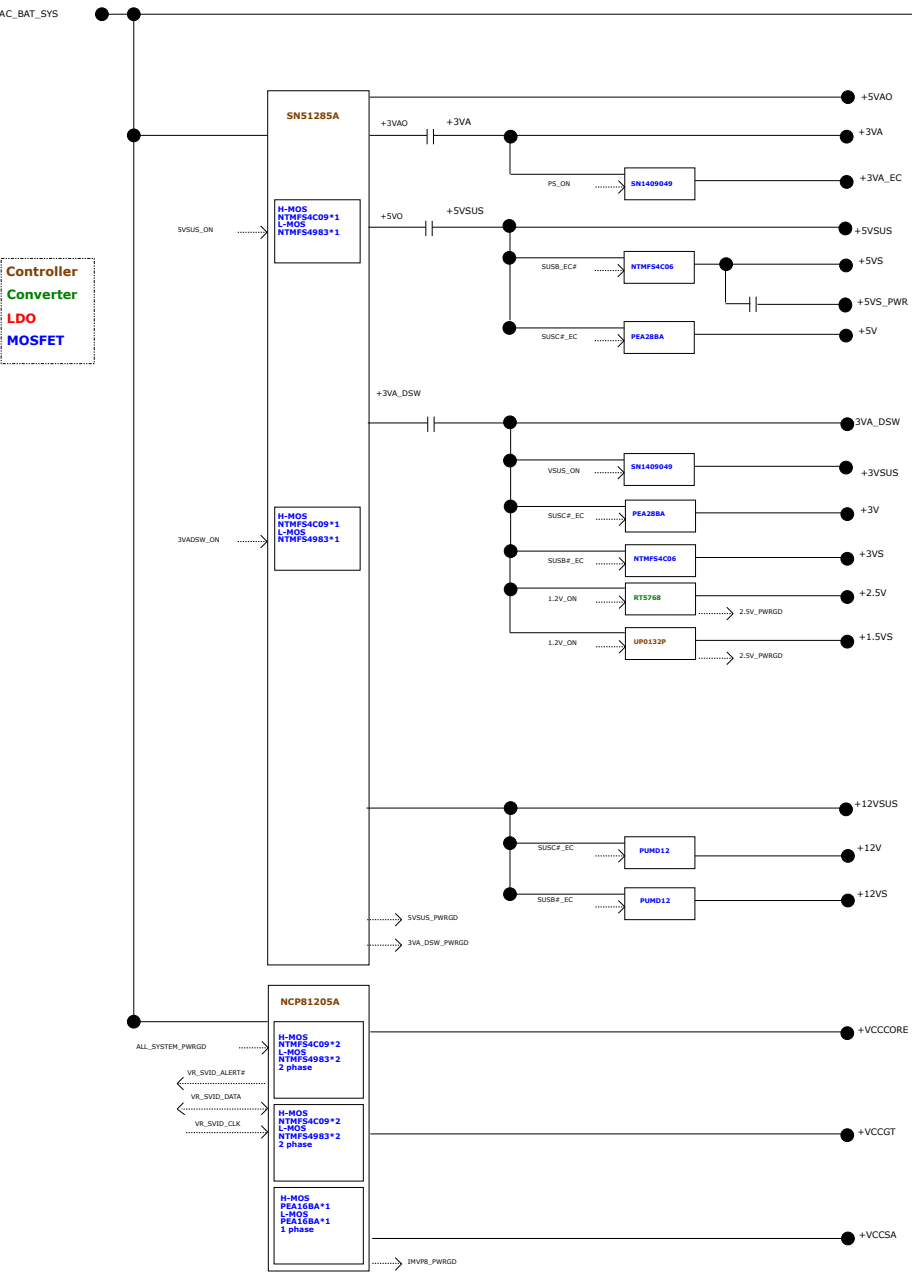 AC_BAT_SYS
SN51285A
+5VAO
+3VAO
+3VA
+3VA
PS_ON
SN1409049
+3VA_EC
H-MOS
NTMFS4C09*1
L-MOS
NTMFS4983*1
5VSUS_ON
+5VO
+5VSUS
+5VSUS
SUSB_EC#
NTMFS4C06
+5VS
+5VS_PWR
SUSC#_EC
PEA28BA
+5V
Controller
Converter
LDO
MOSFET
+3VA_DSW
3VA_DSW
VSUS_ON
SN1409049
+3VSUS
SUSC#_EC
PEA28BA
+3V
H-MOS
NTMFS4C09*1
L-MOS
NTMFS4983*1
3VADSW_ON
SUSB#_EC
NTMFS4C06
+3VS
1.2V_ON
RT5768
+2.5V
2.5V_PWRGD
1.2V_ON
UP0132P
+1.5VS
2.5V_PWRGD
+12VSUS
SUSC#_EC
PUMD12
+12V
SUSB#_EC
PUMD12
+12VS
5VSUS_PWRGD
3VA_DSW_PWRGD
NCP81205A
H-MOS
NTMFS4C09*2
L-MOS
NTMFS4983*2
2 phase
+VCCCORE
ALL_SYSTEM_PWRGD
VR_SVID_ALERT#
VR_SVID_DATA
VR_SVID_CLK
H-MOS
NTMFS4C09*2
L-MOS
NTMFS4983*2
2 phase
+VCCGT
H-MOS
PEA16BA*1
L-MOS
PEA16BA*1
1 phase
+VCCSA
IMVP8_PWRGD